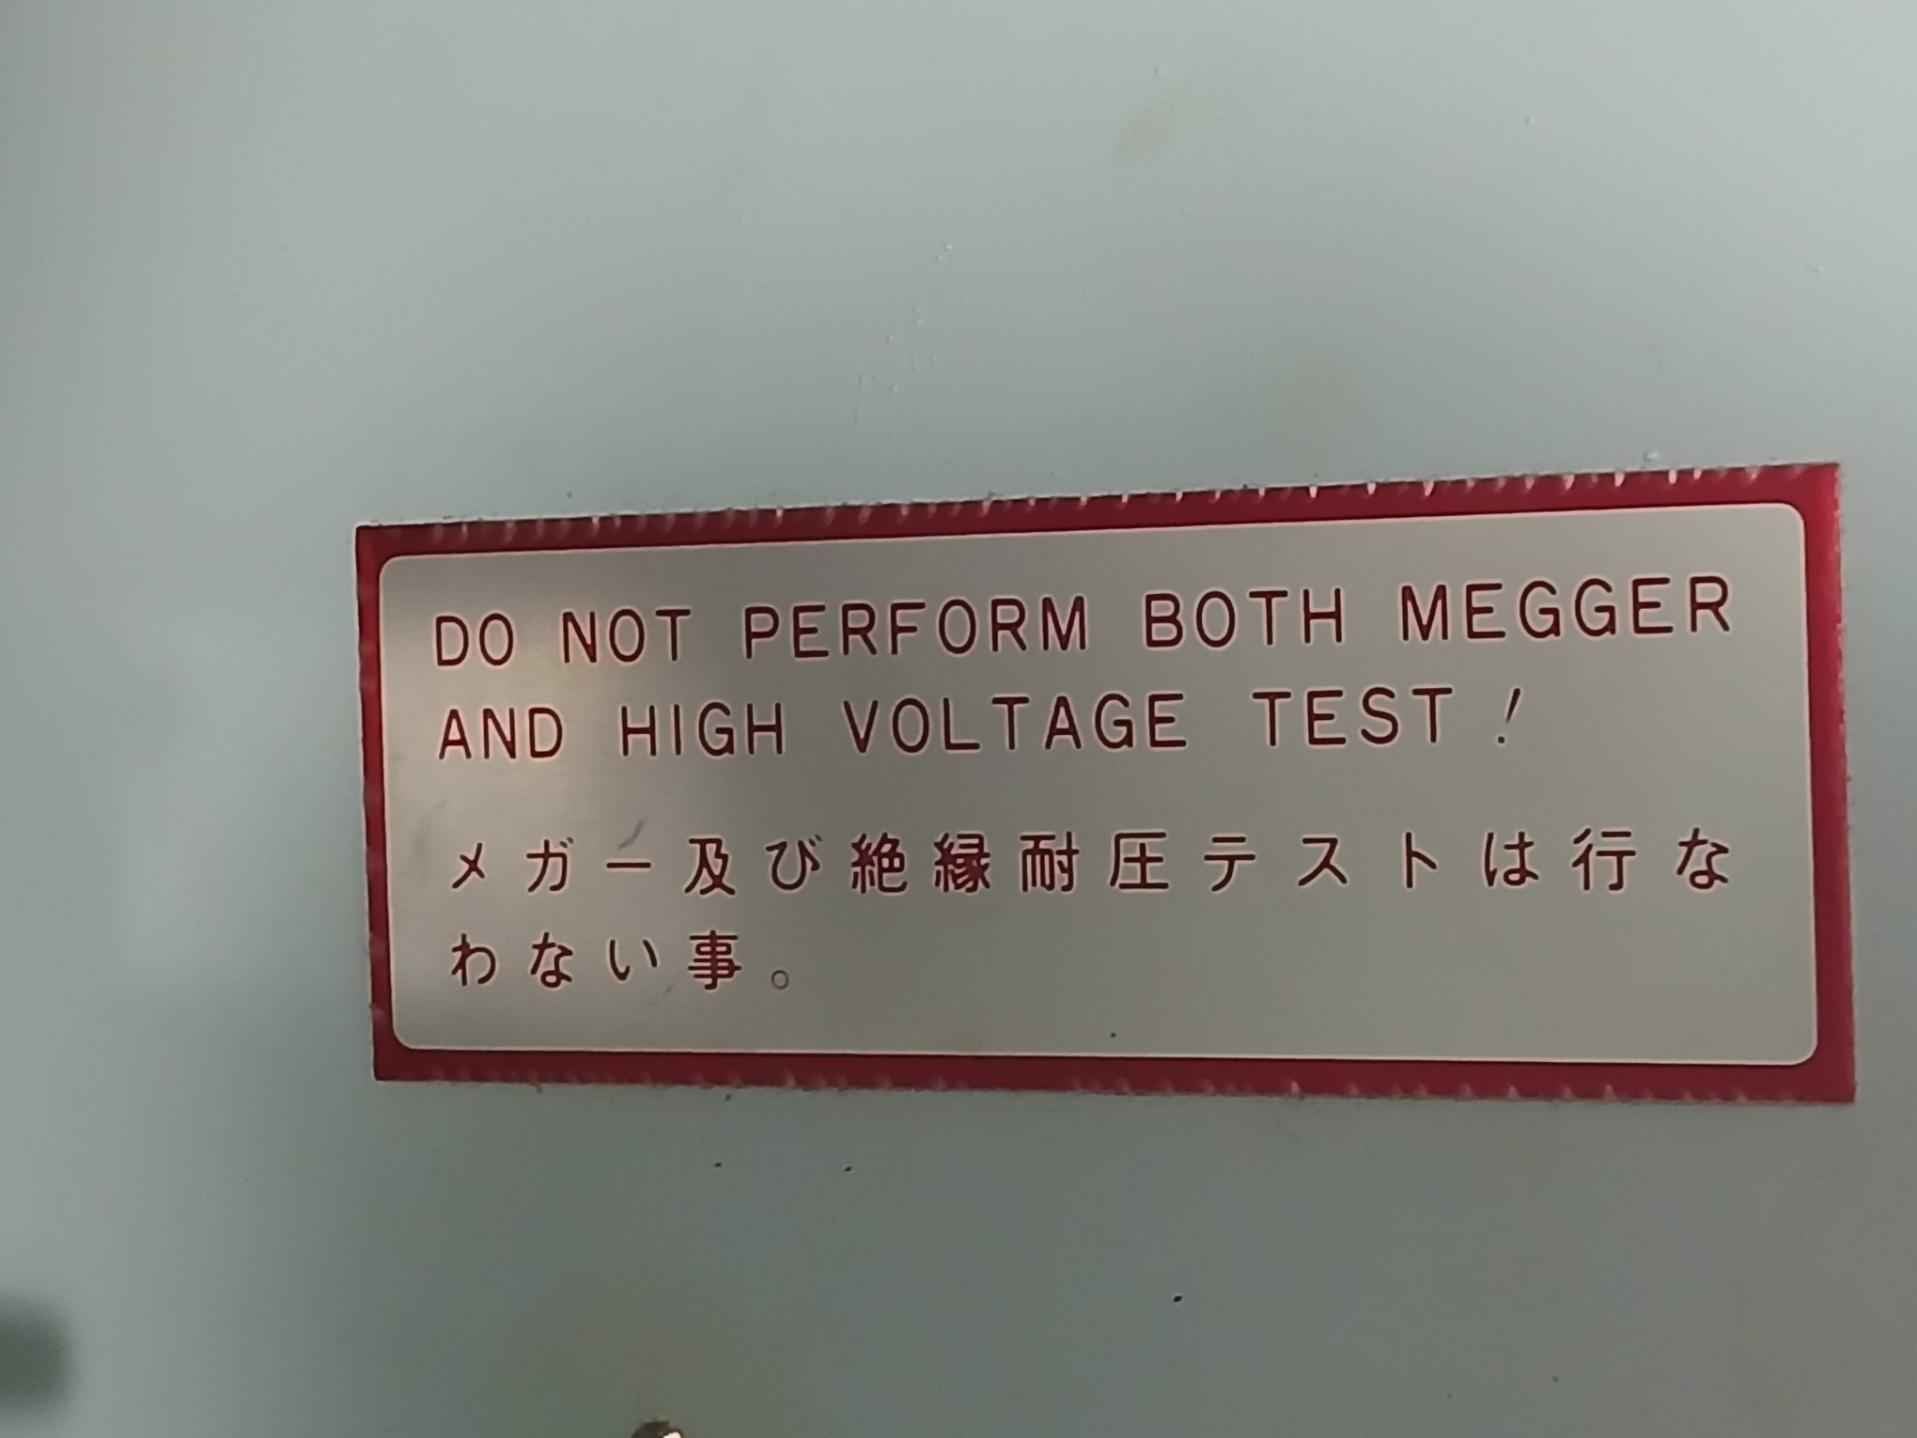 DO NOT PERFORM BOTH MEGGER
AND HIGH VOLTAGE TEST!
メガー及び絶縁耐圧テストは行な
わない事。